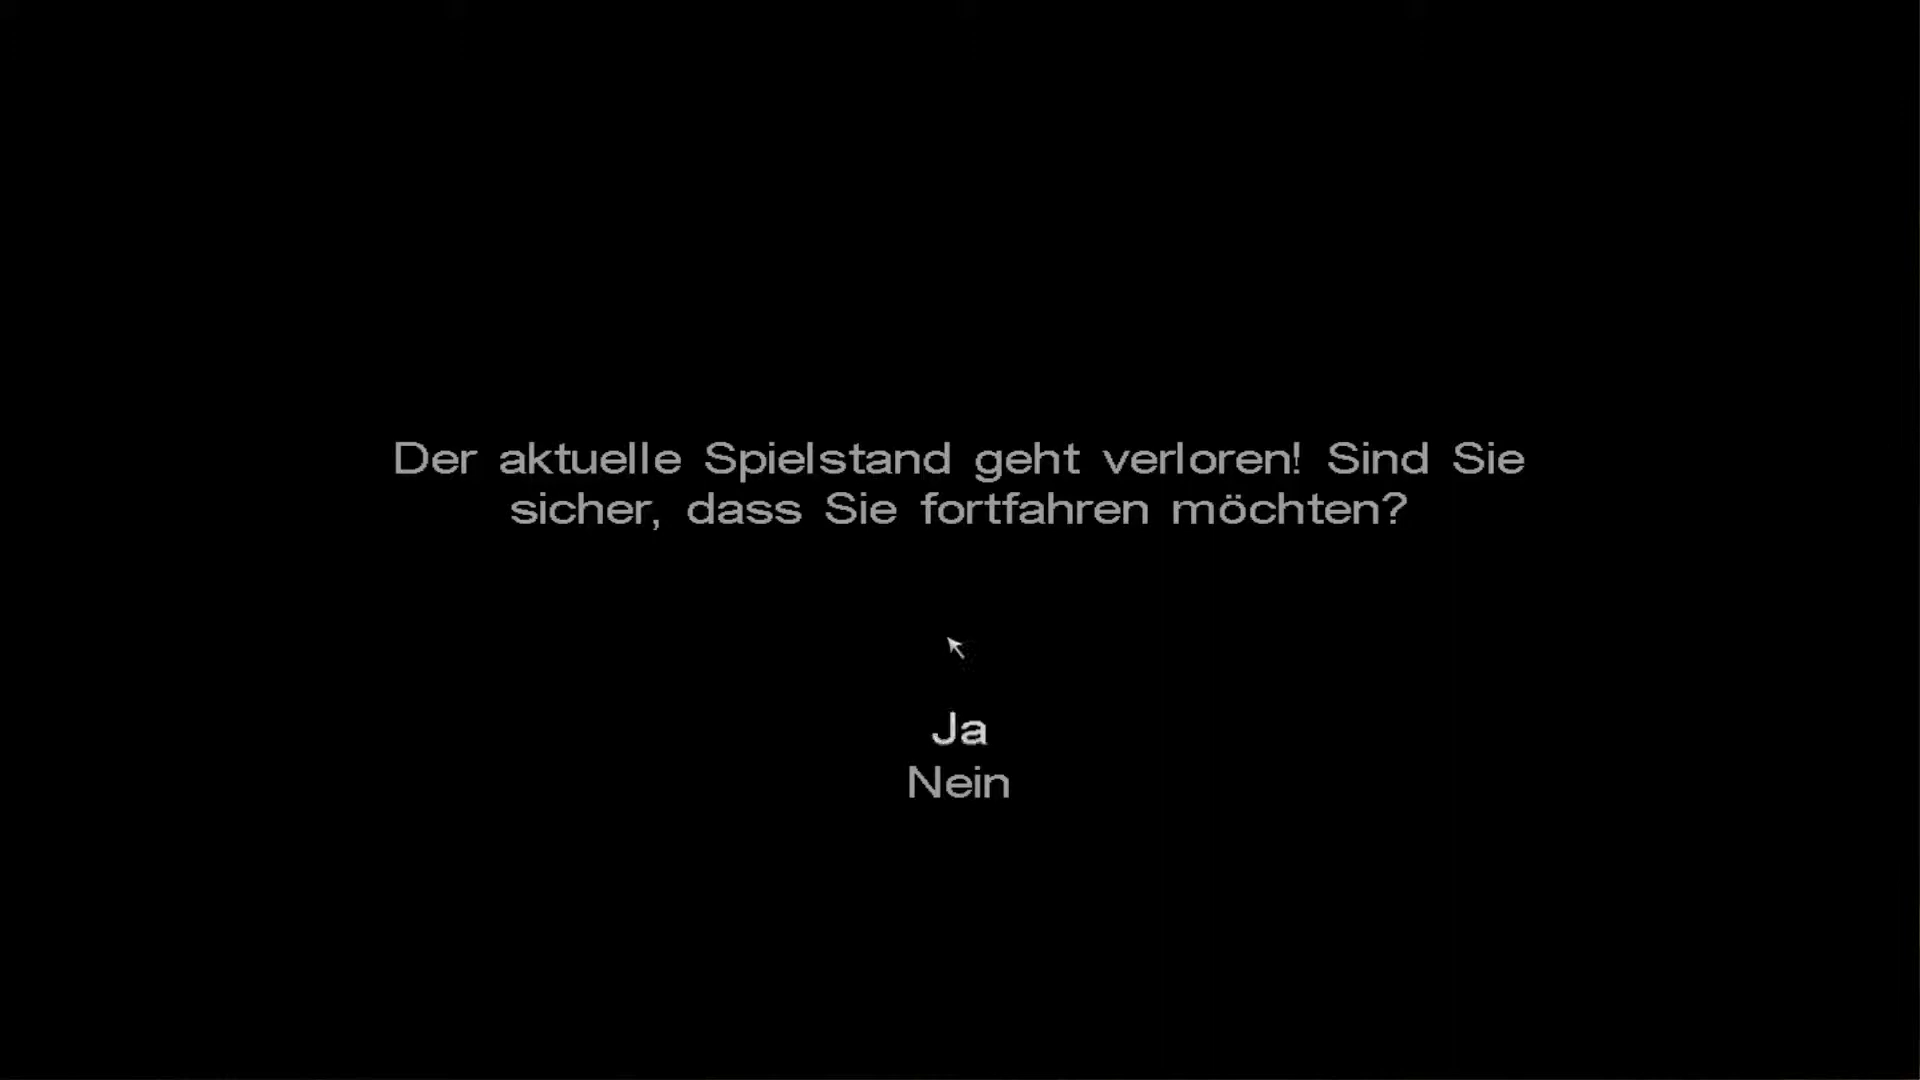 Der aktuelle Spielstand geht verloren! Sind Sie
sicher, dass Sie fortfahren möchten?
Ja
Nein